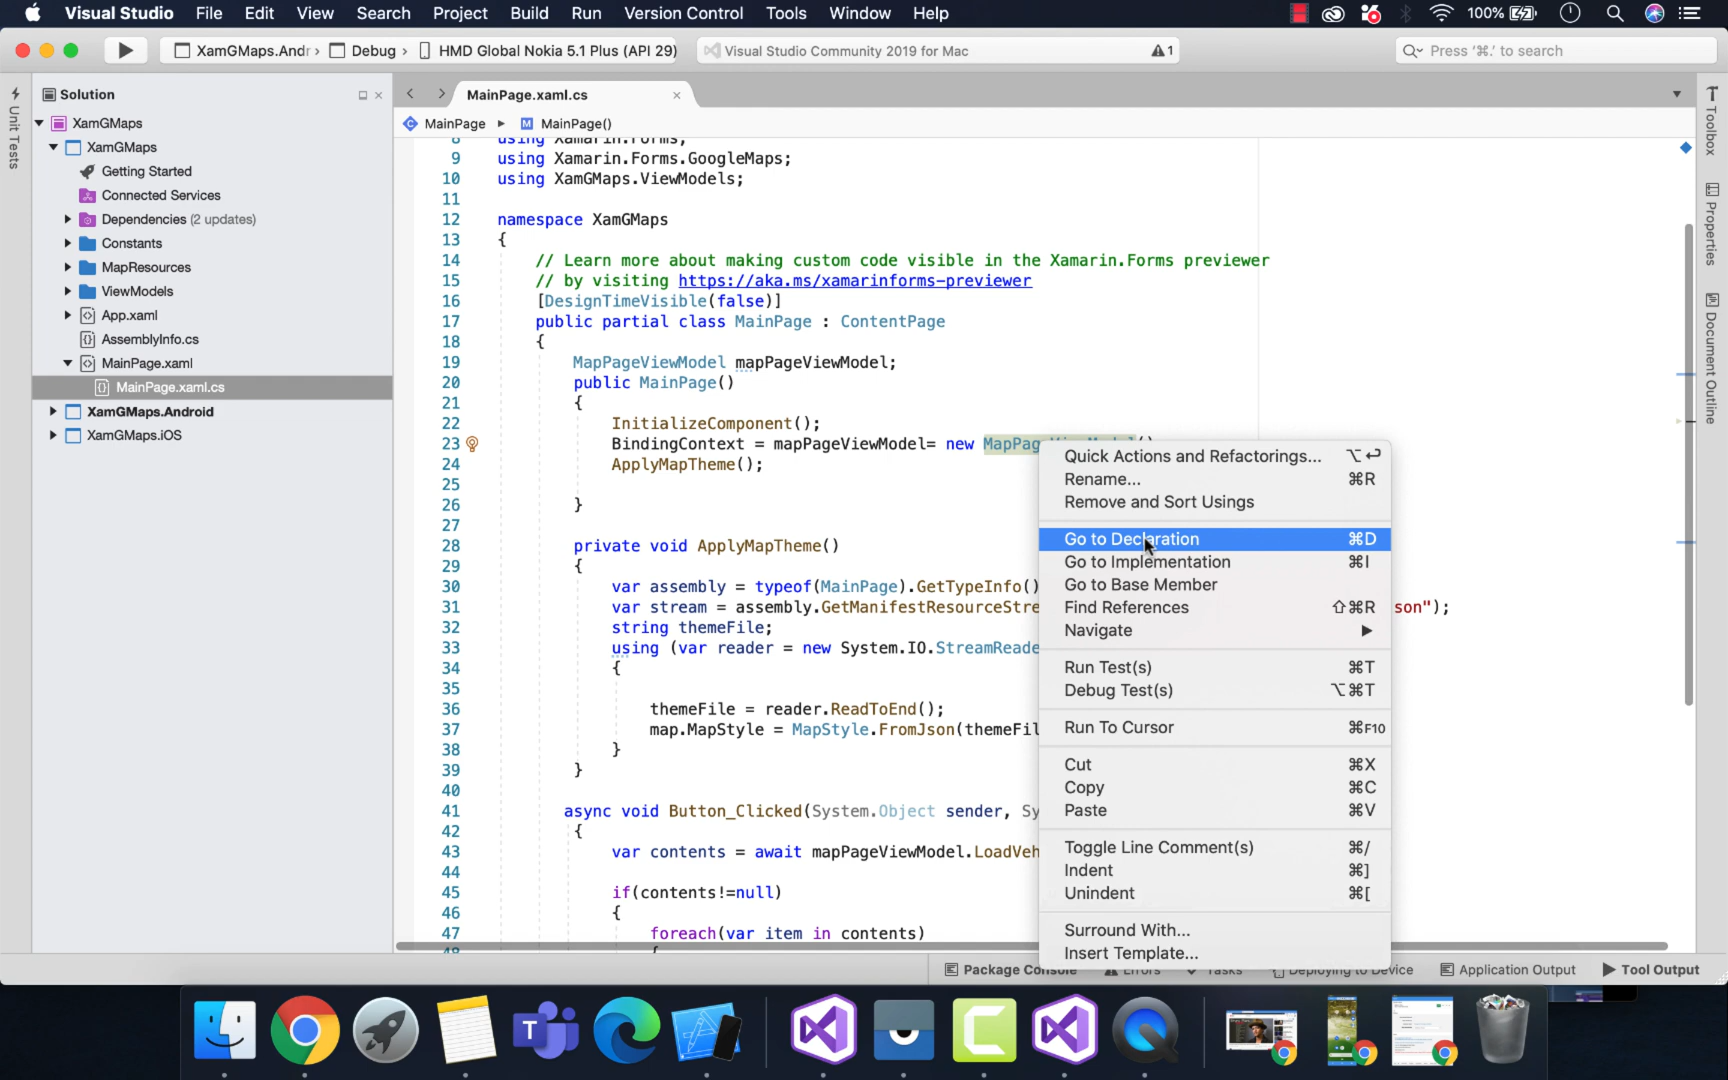 Visual Studio File Edit View Search Project Build Run Version Control Tools Window Help 100%
XamGMaps.Andr › Debug › HMD Global Nokia 5.1 Plus (API 29) Visual Studio Community 2019 for Mac 1 Press ‘⌘.’ to search
Unit Tests
Solution
XamGMaps
XamGMaps
Getting Started
Connected Services
Dependencies (2 updates)
Constants
MapResources
ViewModels
App.xaml
AssemblyInfo.cs
MainPage.xaml
MainPage.xaml.cs
XamGMaps.Android
XamGMaps.iOS
MainPage.xaml.cs
MainPage ▸ MainPage()
8 using Xamarin.Forms;
9 using Xamarin.Forms.GoogleMaps;
10 using XamGMaps.ViewModels;
11
12 namespace XamGMaps
13 {
14 // Learn more about making custom code visible in the Xamarin.Forms previewer
15 // by visiting https://aka.ms/xamarinforms-previewer
16 [DesignTimeVisible(false)]
17 public partial class MainPage : ContentPage
18 {
19 MapPageViewModel mapPageViewModel;
20 public MainPage()
21 {
22 InitializeComponent();
23 BindingContext = mapPageViewModel= new MapPageViewModel()
24 ApplyMapTheme();
25
26 }
27
28 private void ApplyMapTheme()
29 {
30 var assembly = typeof(MainPage).GetTypeInfo()
31 var stream = assembly.GetManifestResourceStre son");
32 string themeFile;
33 using (var reader = new System.IO.StreamReade
34 {
35
36 themeFile = reader.ReadToEnd();
37 map.MapStyle = MapStyle.FromJson(themeFil
38 }
39 }
40
41 async void Button_Clicked(System.Object sender, Sy
42 {
43 var contents = await mapPageViewModel.LoadVeh
44
45 if(contents!=null)
46 {
47 foreach(var item in contents)
48 {
Quick Actions and Refactorings... ⌥↩
Rename... ⌘R
Remove and Sort Usings
Go to Declaration ⌘D
Go to Implementation ⌘I
Go to Base Member
Find References ⇧⌘R
Navigate
Run Test(s) ⌘T
Debug Test(s) ⌥⌘T
Run To Cursor ⌘F10
Cut ⌘X
Copy ⌘C
Paste ⌘V
Toggle Line Comment(s) ⌘/
Indent ⌘]
Unindent ⌘[
Surround With...
Insert Template...
Toolbox
Properties
Document Outline
Package Console Errors Tasks Deploying to Device Application Output Tool Output
T
C